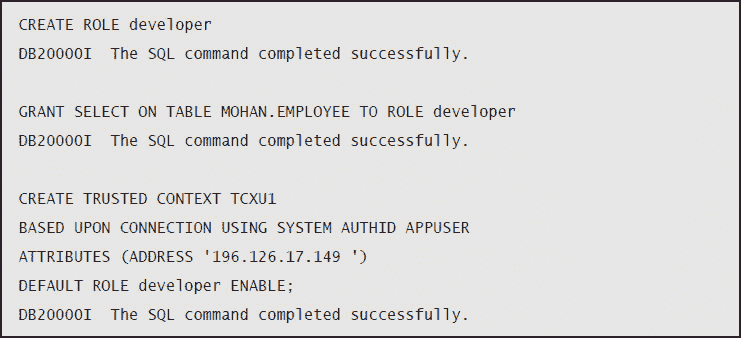 CREATE ROLE developer
DB20000I  The SQL command completed successfully.
GRANT SELECT ON TABLE MOHAN.EMPLOYEE TO ROLE developer
DB20000I  The SQL command completed successfully.
CREATE TRUSTED CONTEXT TCXU1
BASED UPON CONNECTION USING SYSTEM AUTHID APPUSER
ATTRIBUTES (ADDRESS '196.126.17.149 ')
DEFAULT ROLE developer ENABLE;
DB20000I  The SQL command completed successfully.